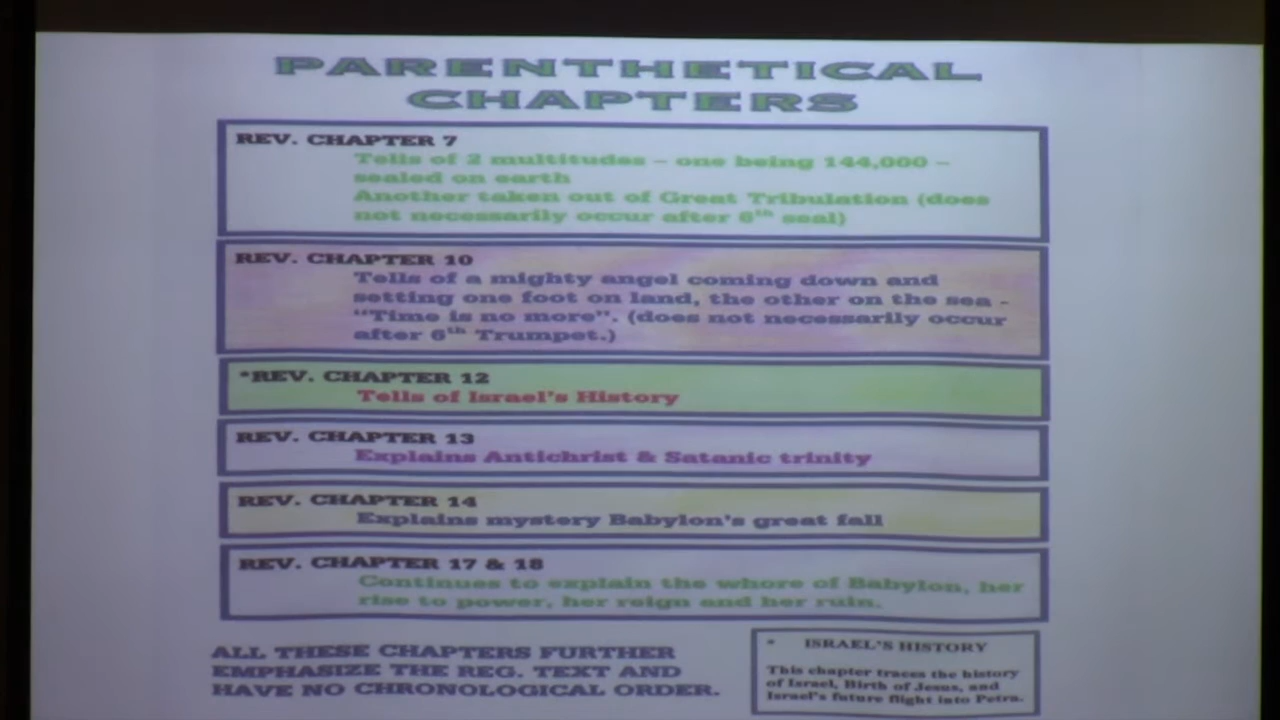 PARENTHETICAL
CHAPTERS
REV. CHAPTER 7
Tells of 2 multitudes – one being 144,000 –
sealed on earth
Another taken out of Great Tribulation (does
not necessarily occur after 6th seal)
REV. CHAPTER 10
Tells of a mighty angel coming down and
setting one foot on land, the other on the sea -
"Time is no more". (does not necessarily occur
after 6th Trumpet.)
*REV. CHAPTER 12
Tells of Israel's History
REV. CHAPTER 13
Explains Antichrist & Satanic trinity
REV. CHAPTER 14
Explains mystery Babylon's great fall
REV. CHAPTER 17 & 18
Continues to explain the whore of Babylon, her
rise to power, her reign and her ruin.
ALL THESE CHAPTERS FURTHER
EMPHASIZE THE REG. TEXT AND
HAVE NO CHRONOLOGICAL ORDER.
* ISRAEL'S HISTORY
This chapter traces the history
of Israel, Birth of Jesus, and
Israel's future flight into Petra.